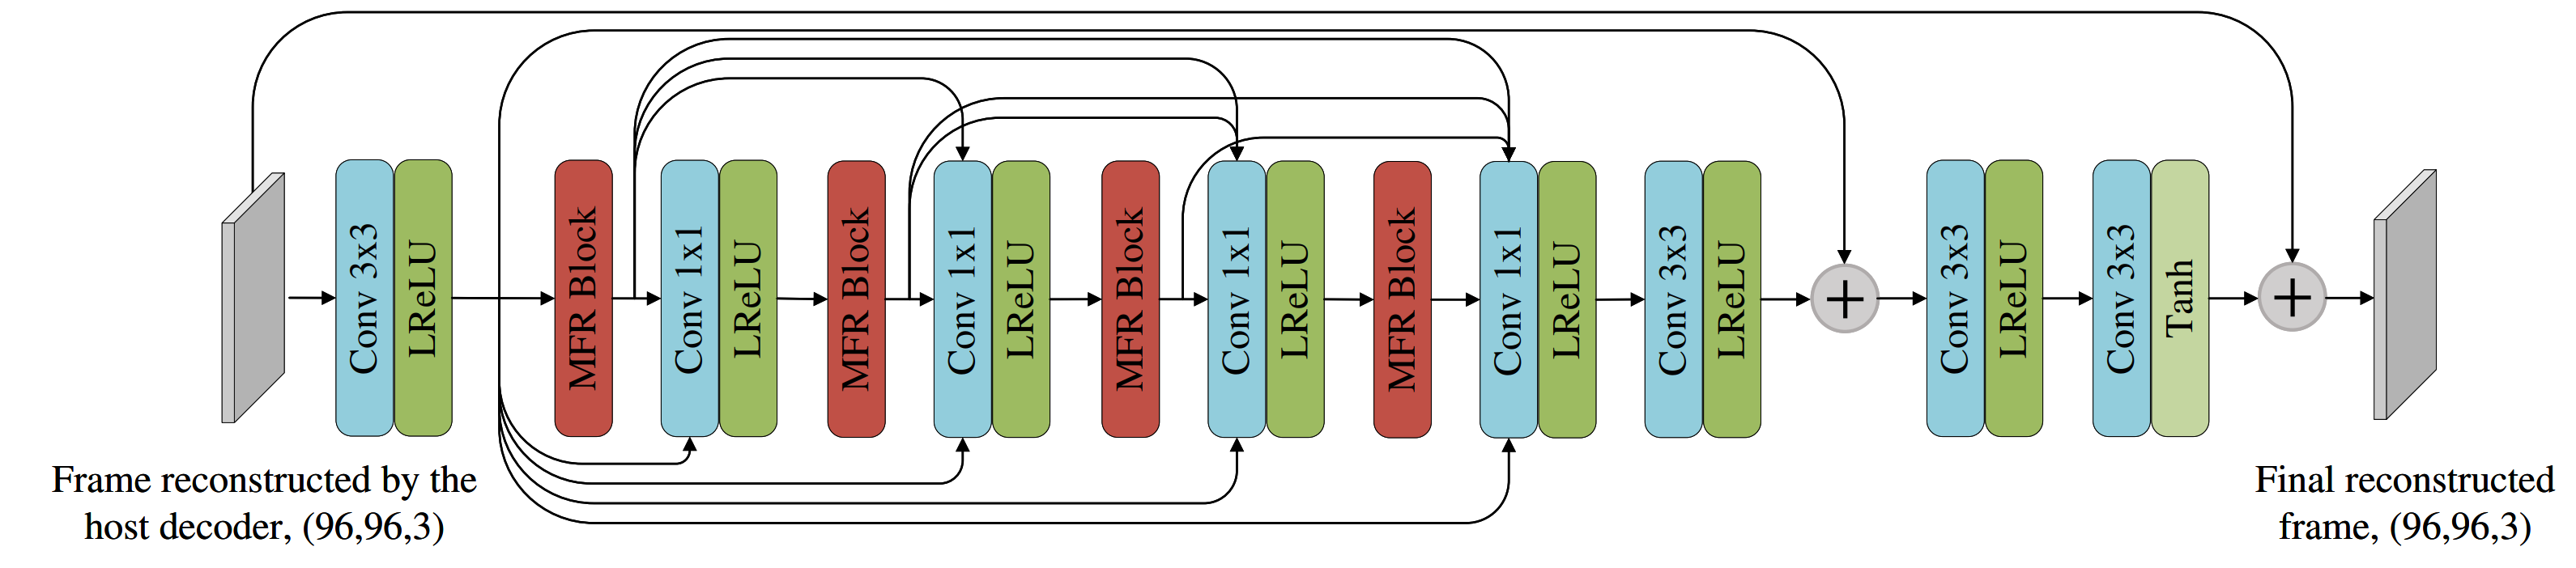 Conv 3x3
LReLU
MFR Block
Conv 1x1
LReLU
MFR Block
Conv 1x1
LReLU
MFR Block
Conv 1x1
LReLU
MFR Block
Conv 1x1
LReLU
Conv 3x3
LReLU
+
Conv 3x3
LReLU
Conv 3x3
Tanh
+
Frame reconstructed by the
host decoder, (96,96,3)
Final reconstructed
frame, (96,96,3)